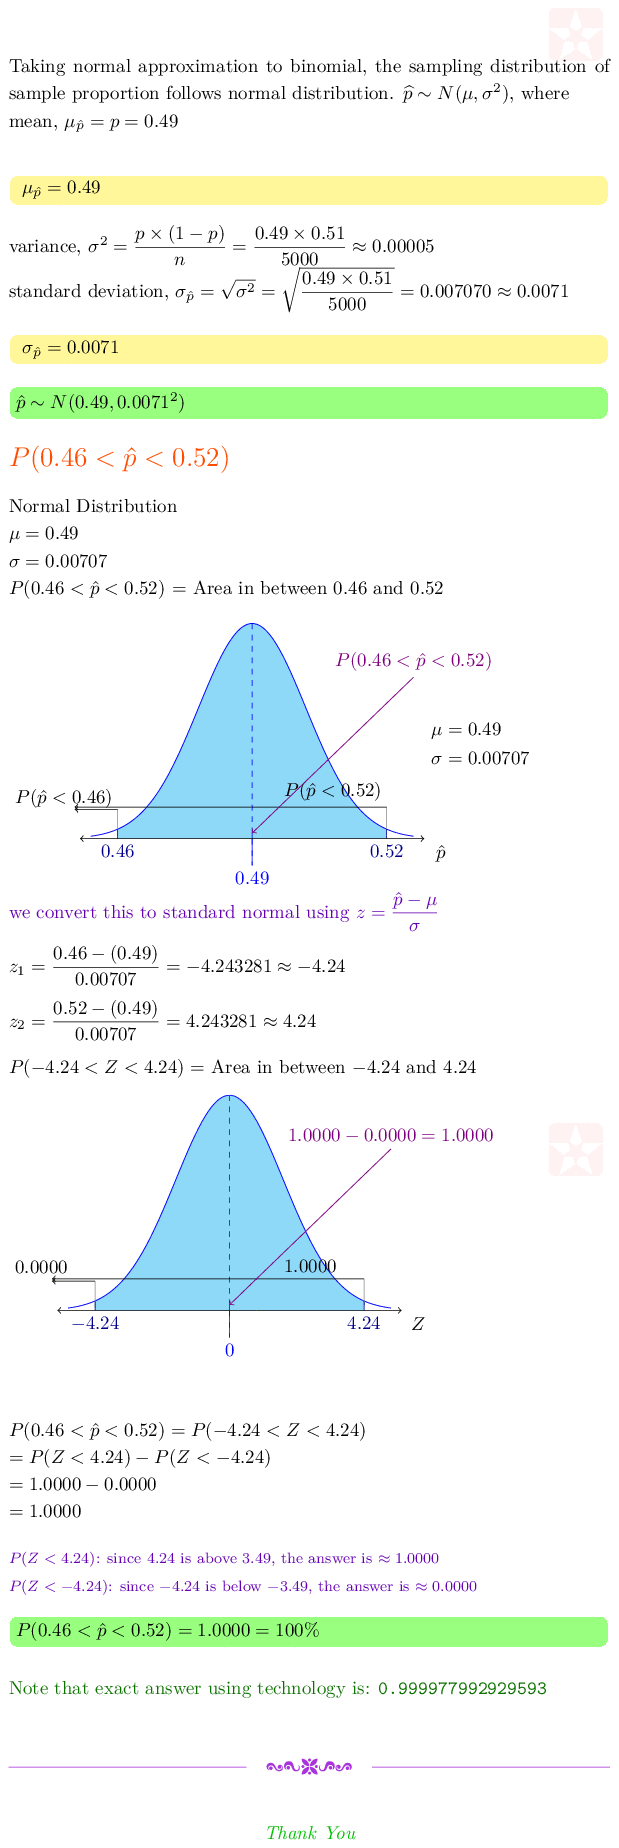 Taking normal approximation to binomial, the sampling distribution of
sample proportion follows normal distribution. p̂ ∼ N(μ, σ²), where
mean, μ_p̂ = p = 0.49
μ_p̂ = 0.49
variance, σ² = p × (1 − p) / n = 0.49 × 0.51 / 5000 ≈ 0.00005
standard deviation, σ_p̂ = √σ² = √(0.49 × 0.51 / 5000) = 0.007070 ≈ 0.0071
σ_p̂ = 0.0071
p̂ ∼ N(0.49, 0.0071²)
P(0.46 < p̂ < 0.52)
Normal Distribution
μ = 0.49
σ = 0.00707
P(0.46 < p̂ < 0.52) = Area in between 0.46 and 0.52
P(0.46 < p̂ < 0.52)
μ = 0.49
σ = 0.00707
P(p̂ < 0.46)
P(p̂ < 0.52)
0.46
0.52
p̂
0.49
we convert this to standard normal using z = (p̂ − μ) / σ
z₁ = 0.46 − (0.49) / 0.00707 = −4.243281 ≈ −4.24
z₂ = 0.52 − (0.49) / 0.00707 = 4.243281 ≈ 4.24
P(−4.24 < Z < 4.24) = Area in between −4.24 and 4.24
1.0000 − 0.0000 = 1.0000
0.0000
1.0000
−4.24
4.24
Z
0
P(0.46 < p̂ < 0.52) = P(−4.24 < Z < 4.24)
= P(Z < 4.24) − P(Z < −4.24)
= 1.0000 − 0.0000
= 1.0000
P(Z < 4.24): since 4.24 is above 3.49, the answer is ≈ 1.0000
P(Z < −4.24): since −4.24 is below −3.49, the answer is ≈ 0.0000
P(0.46 < p̂ < 0.52) = 1.0000 = 100%
Note that exact answer using technology is: 0.999977992929593
Thank You